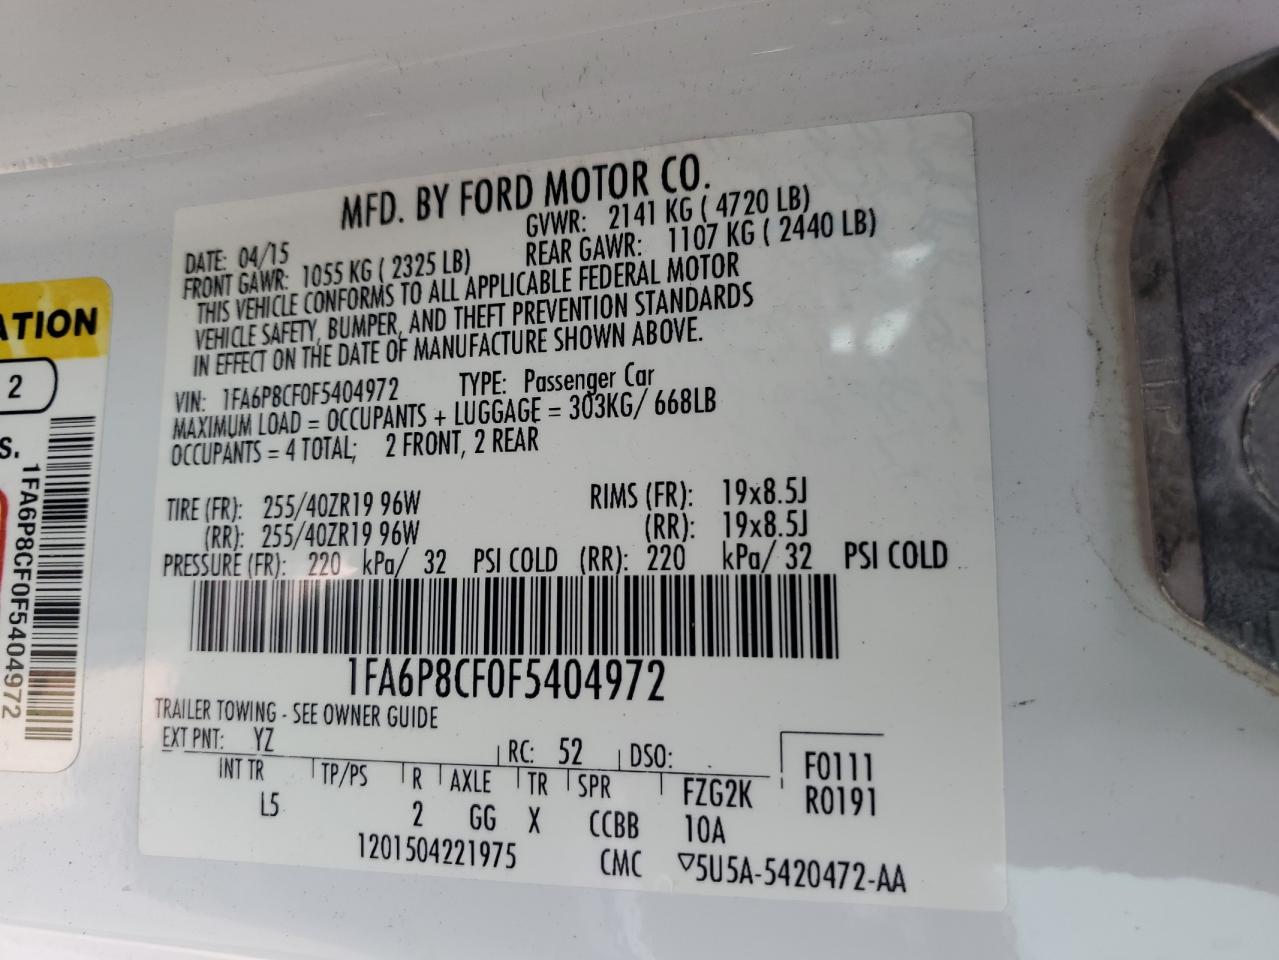 MFD. BY FORD MOTOR CO.
DATE: 04/15 GVWR: 2141 KG ( 4720 LB)
FRONT GAWR: 1055 KG ( 2325 LB) REAR GAWR: 1107 KG ( 2440 LB)
THIS VEHICLE CONFORMS TO ALL APPLICABLE FEDERAL MOTOR
VEHICLE SAFETY, BUMPER, AND THEFT PREVENTION STANDARDS
IN EFFECT ON THE DATE OF MANUFACTURE SHOWN ABOVE.
VIN: 1FA6P8CF0F5404972 TYPE: Passenger Car
MAXIMUM LOAD = OCCUPANTS + LUGGAGE = 303KG/ 668LB
OCCUPANTS = 4 TOTAL; 2 FRONT, 2 REAR
TIRE (FR): 255/40ZR19 96W RIMS (FR): 19x8.5J
(RR): 255/40ZR19 96W (RR): 19x8.5J
PRESSURE (FR): 220 kPa/ 32 PSI COLD (RR): 220 kPa/ 32 PSI COLD
1FA6P8CF0F5404972
TRAILER TOWING - SEE OWNER GUIDE
EXT PNT: YZ RC: 52 DSO:
F0111
INT TR TP/PS R AXLE TR SPR FZG2K R0191
L5 2 GG X CCBB 10A
1201504221975 CMC ▽5U5A-5420472-AA
ATION
2
S.
1FA6P8CF0F5404972